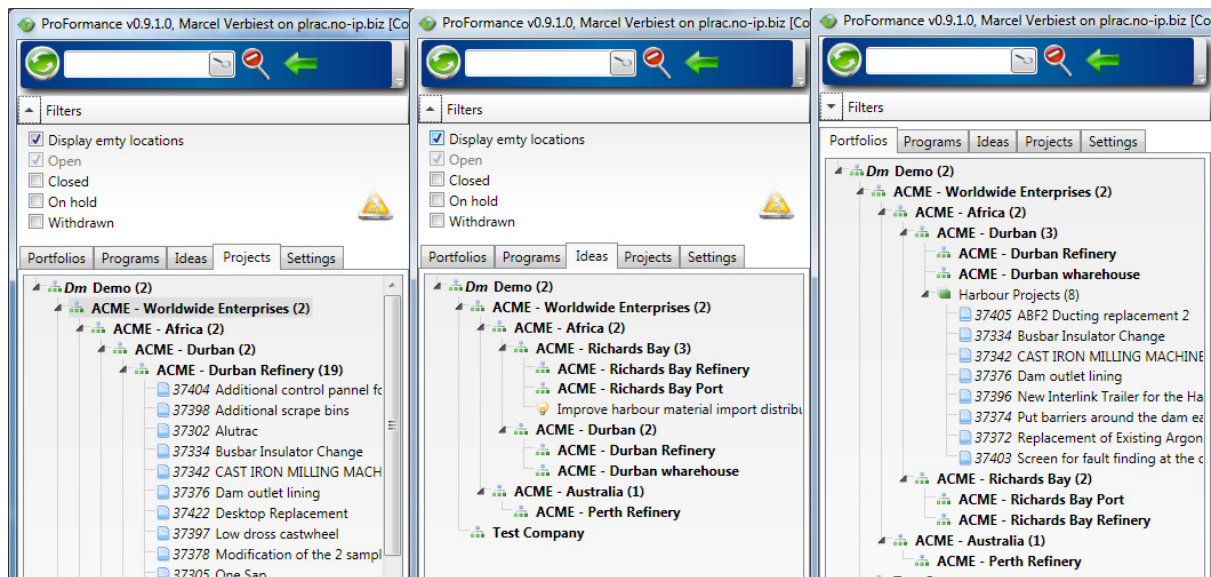 ProFormance v0.9.1.0, Marcel Verbiest on plrac.no-ip.biz [Co
Filters
Display emty locations
Open
Closed
On hold
Withdrawn
Portfolios Programs Ideas Projects Settings
Dm Demo (2)
ACME - Worldwide Enterprises (2)
ACME - Africa (2)
ACME - Durban (2)
ACME - Durban Refinery (19)
37404 Additional control pannel fc
37398 Additional scrape bins
37302 Alutrac
37334 Busbar Insulator Change
37342 CAST IRON MILLING MACH
37376 Dam outlet lining
37422 Desktop Replacement
37397 Low dross castwheel
37378 Modification of the 2 sampl
37305 One Sap
ProFormance v0.9.1.0, Marcel Verbiest on plrac.no-ip.biz [Co
Filters
Display emty locations
Open
Closed
On hold
Withdrawn
Portfolios Programs Ideas Projects Settings
Dm Demo (2)
ACME - Worldwide Enterprises (2)
ACME - Africa (2)
ACME - Richards Bay (3)
ACME - Richards Bay Refinery
ACME - Richards Bay Port
Improve harbour material import distribu
ACME - Durban (2)
ACME - Durban Refinery
ACME - Durban wharehouse
ACME - Australia (1)
ACME - Perth Refinery
Test Company
ProFormance v0.9.1.0, Marcel Verbiest on plrac.no-ip.biz [Co
Filters
Portfolios Programs Ideas Projects Settings
Dm Demo (2)
ACME - Worldwide Enterprises (2)
ACME - Africa (2)
ACME - Durban (3)
ACME - Durban Refinery
ACME - Durban wharehouse
Harbour Projects (8)
37405 ABF2 Ducting replacement 2
37334 Busbar Insulator Change
37342 CAST IRON MILLING MACHINE
37376 Dam outlet lining
37396 New Interlink Trailer for the Ha
37374 Put barriers around the dam ea
37372 Replacement of Existing Argon
37403 Screen for fault finding at the c
ACME - Richards Bay (2)
ACME - Richards Bay Port
ACME - Richards Bay Refinery
ACME - Australia (1)
ACME - Perth Refinery